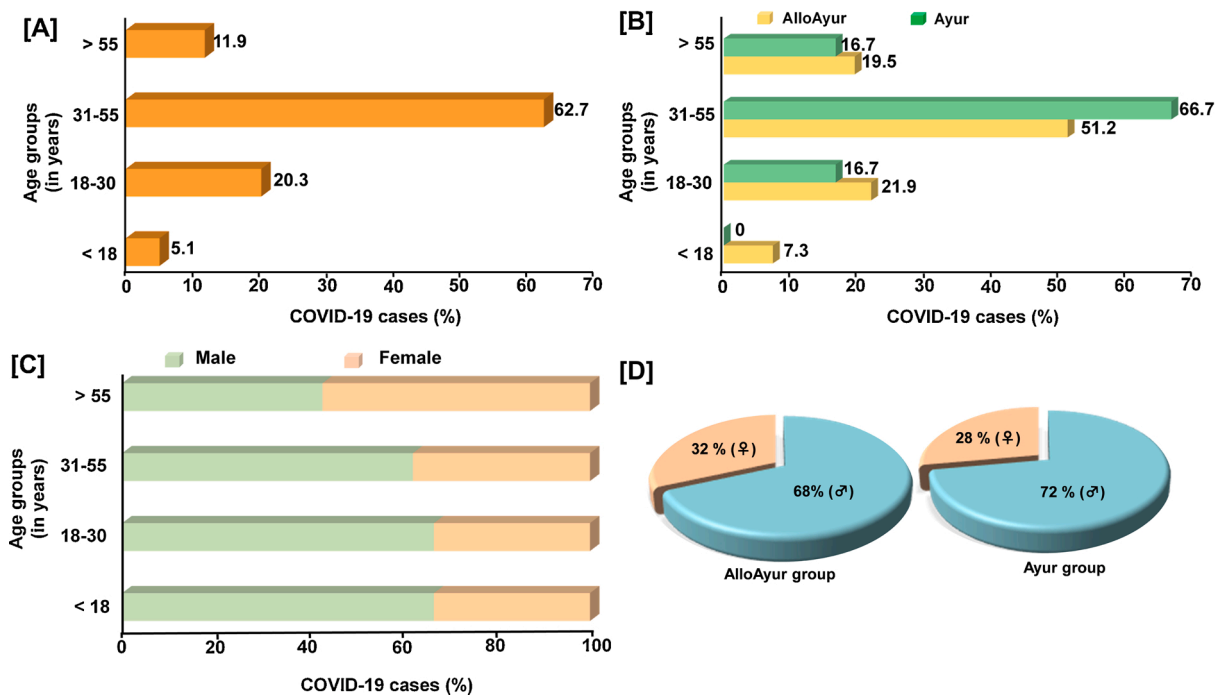 [A]
> 55
11.9
31-55
62.7
18-30
20.3
< 18
5.1
Age groups
(in years)
0 10 20 30 40 50 60 70
COVID-19 cases (%)
[B]
AlloAyur Ayur
> 55
16.7
19.5
31-55
66.7
51.2
18-30
16.7
21.9
< 18
0
7.3
Age groups
(in years)
0 10 20 30 40 50 60 70
COVID-19 cases (%)
[C]
Male Female
> 55
31-55
18-30
< 18
Age groups
(in years)
0 20 40 60 80 100
COVID-19 cases (%)
[D]
32 % (♀)
68% (♂)
AlloAyur group
28 % (♀)
72 % (♂)
Ayur group